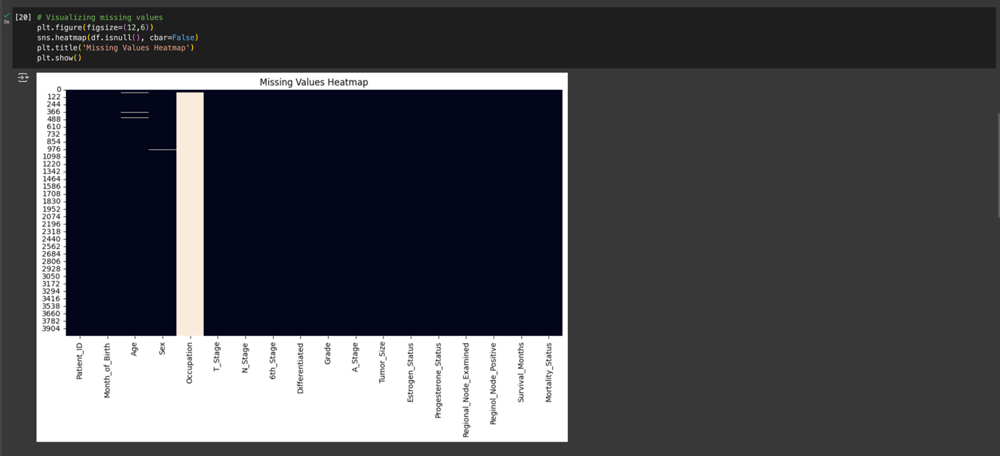 [20] # Visualizing missing values
plt.figure(figsize=(12,6))
sns.heatmap(df.isnull(), cbar=False)
plt.title('Missing Values Heatmap')
plt.show()
0s
Missing Values Heatmap
0
122
244
366
488
610
732
854
976
1098
1220
1342
1464
1586
1708
1830
1952
2074
2196
2318
2440
2562
2684
2806
2928
3050
3172
3294
3416
3538
3660
3782
3904
Patient_ID
Month_of_Birth
Age
Sex
Occupation
T_Stage
N_Stage
6th_Stage
Differentiated
Grade
A_Stage
Tumor_Size
Estrogen_Status
Progesterone_Status
Regional_Node_Examined
Reginol_Node_Positive
Survival_Months
Mortality_Status